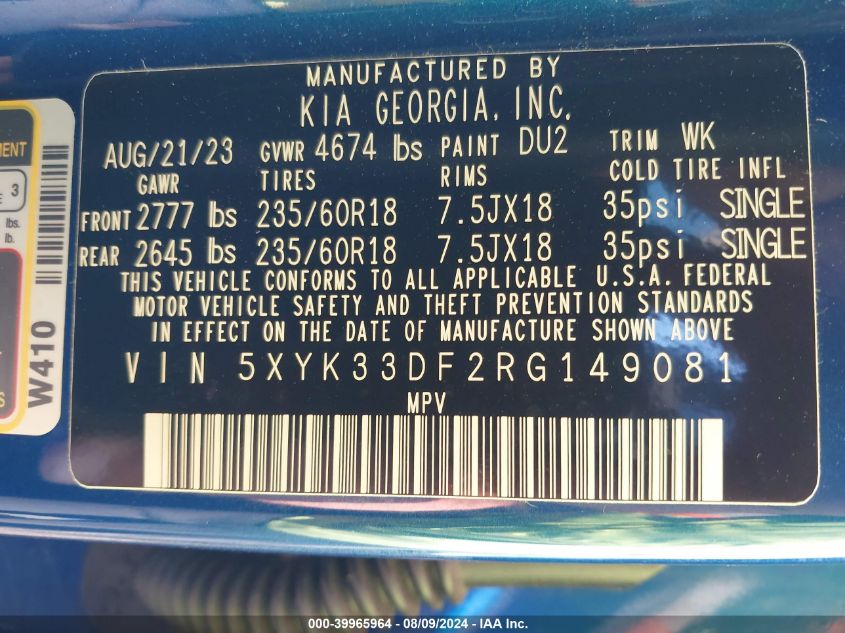 MANUFACTURED BY
KIA GEORGIA, INC.
AUG/21/23 GVWR 4674 lbs PAINT DU2 TRIM WK
GAWR TIRES RIMS COLD TIRE INFL
FRONT 2777 lbs 235/60R18 7.5JX18 35psi SINGLE
REAR 2645 lbs 235/60R18 7.5JX18 35psi SINGLE
THIS VEHICLE CONFORMS TO ALL APPLICABLE U.S.A. FEDERAL
MOTOR VEHICLE SAFETY AND THEFT PREVENTION STANDARDS
IN EFFECT ON THE DATE OF MANUFACTURE SHOWN ABOVE
VIN 5XYK33DF2RG149081
MPV
3
lbs.
lb.
W410
000-39965964 - 08/09/2024 - IAA Inc.